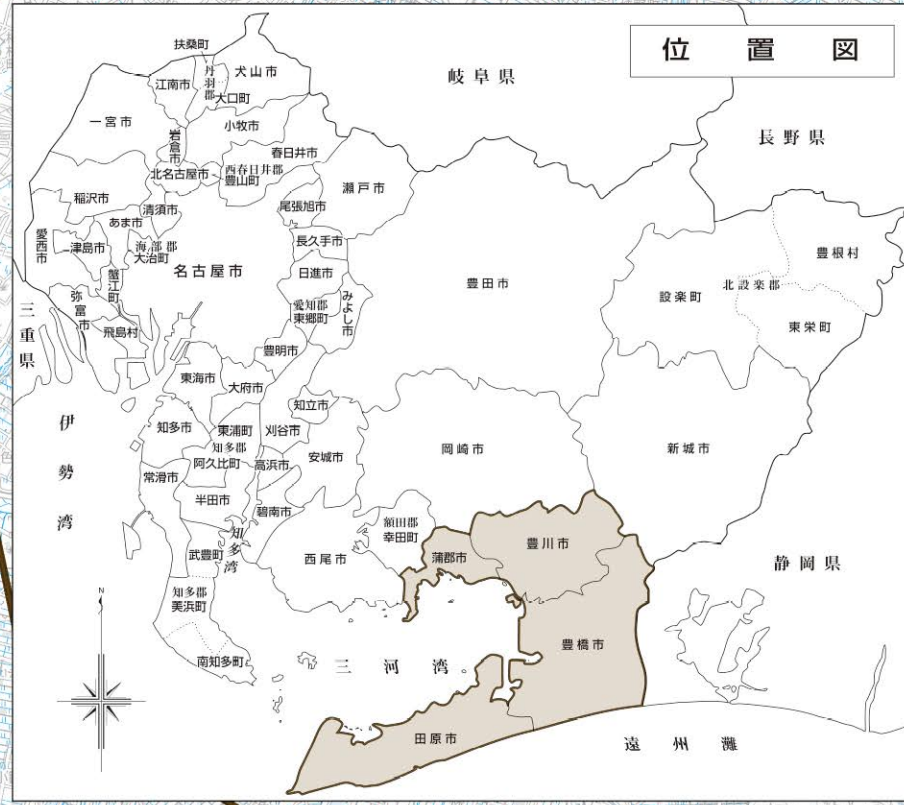 位置図
扶桑町
岐阜県
丹羽郡
犬山市
江南市
大口町
一宮市
小牧市
長野県
岩倉市
春日井市
西春日井郡
北名古屋市
豊山町
瀬戸市
稲沢市
清須市
尾張旭市
あま市
愛西市
津島市
海部郡
大治町
長久手市
豊根村
名古屋市
日進市
豊田市
北設楽郡
蟹江町
設楽町
弥富市
愛知郡
東郷町
みよし市
三重県
飛島村
東栄町
豊明市
東海市
大府市
知立市
伊勢湾
知多市
東浦町
刈谷市
岡崎市
新城市
知多郡
阿久比町
高浜市
安城市
常滑市
半田市
碧南市
額田郡
幸田町
豊川市
知多湾
武豊町
西尾市
蒲郡市
静岡県
知多郡
美浜町
N
豊橋市
南知多町
三河湾
田原市
遠州灘